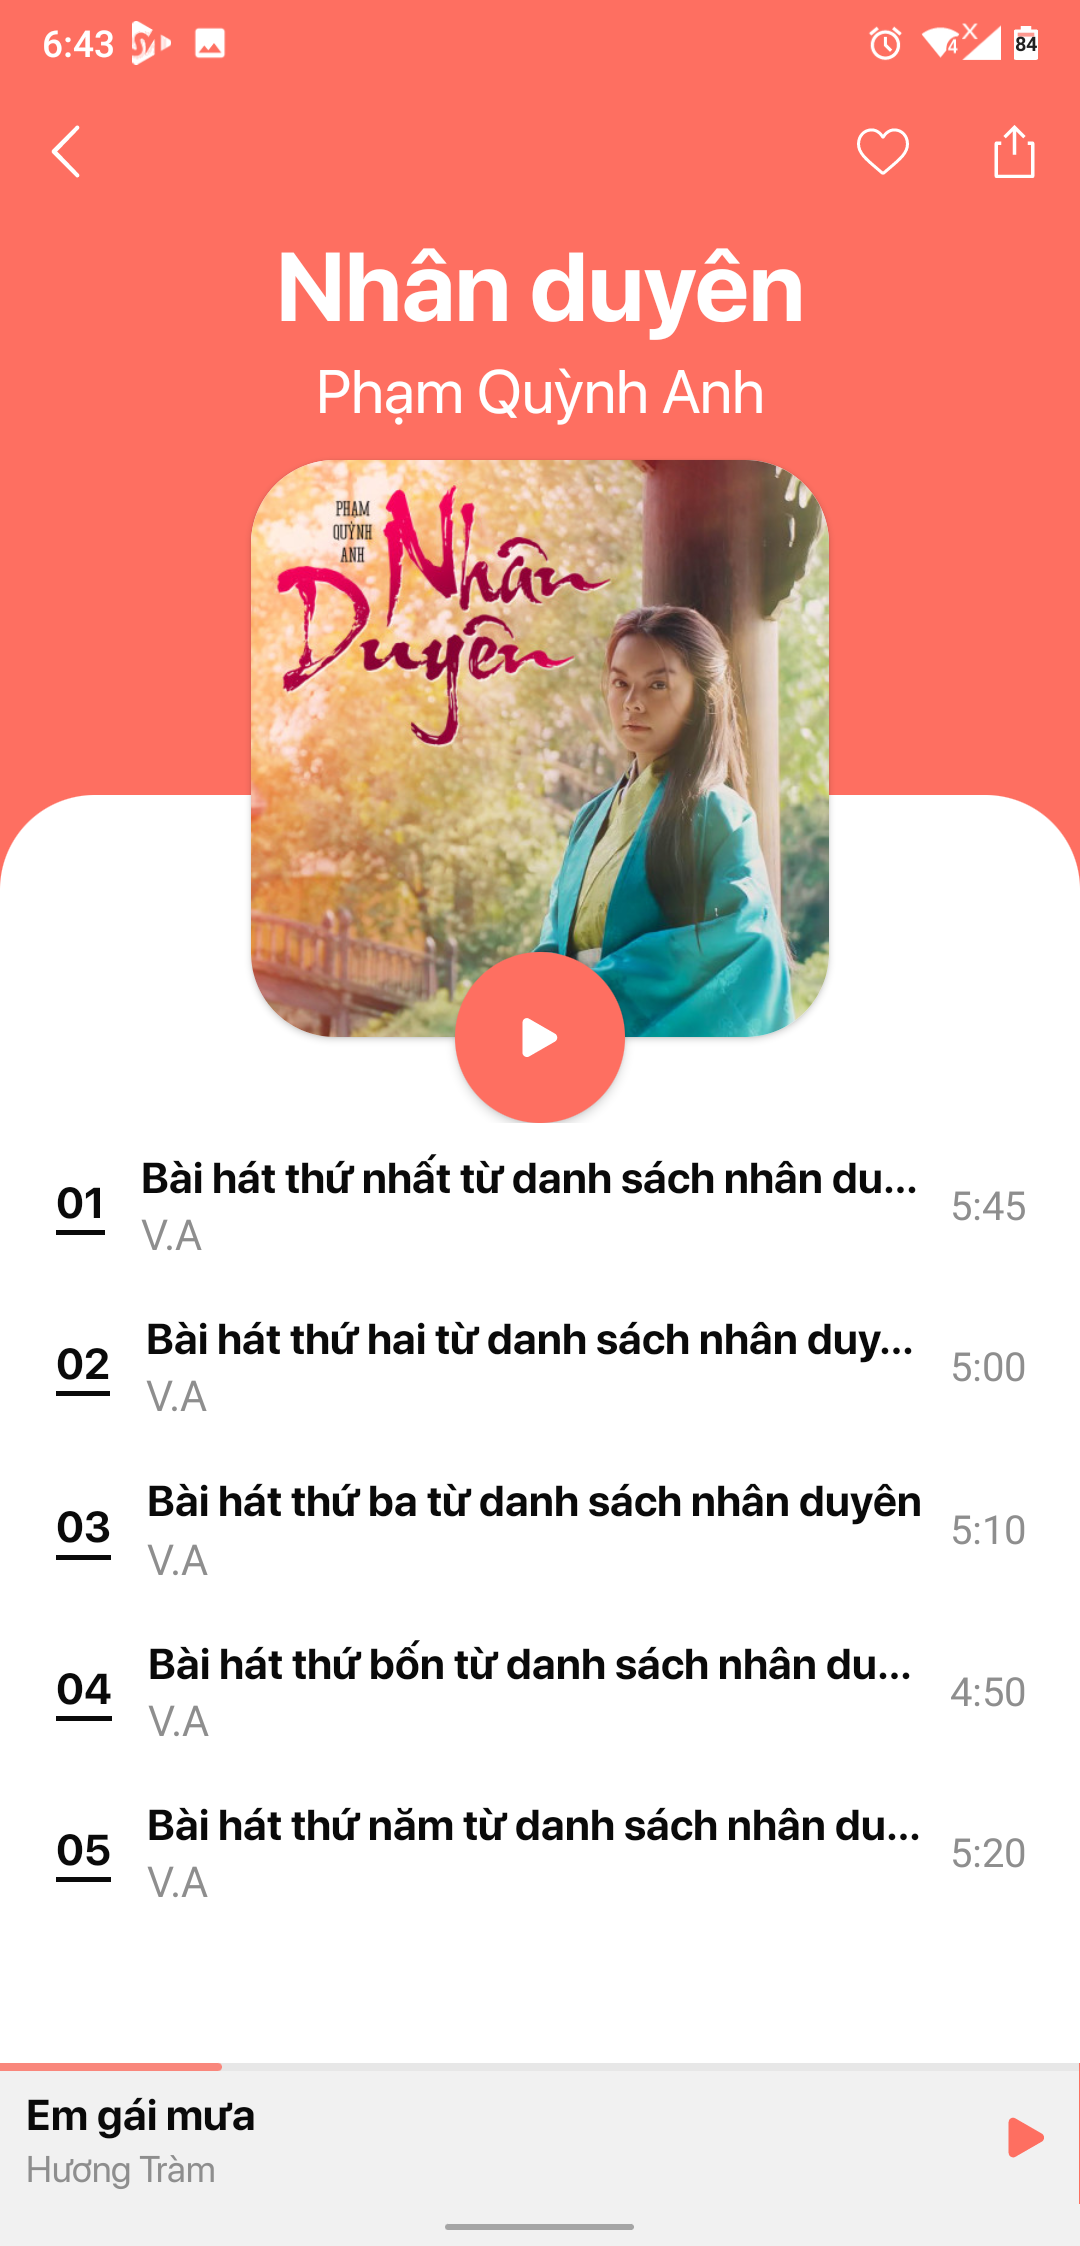 6:43
84
Nhân duyên
Phạm Quỳnh Anh
PHẠM
QUỲNH
ANH
Nhân
Duyên
01 Bài hát thứ nhất từ danh sách nhân du... 5:45
V.A
02 Bài hát thứ hai từ danh sách nhân duy... 5:00
V.A
03 Bài hát thứ ba từ danh sách nhân duyên 5:10
V.A
04 Bài hát thứ bốn từ danh sách nhân du... 4:50
V.A
05 Bài hát thứ năm từ danh sách nhân du... 5:20
V.A
Em gái mưa
Hương Tràm